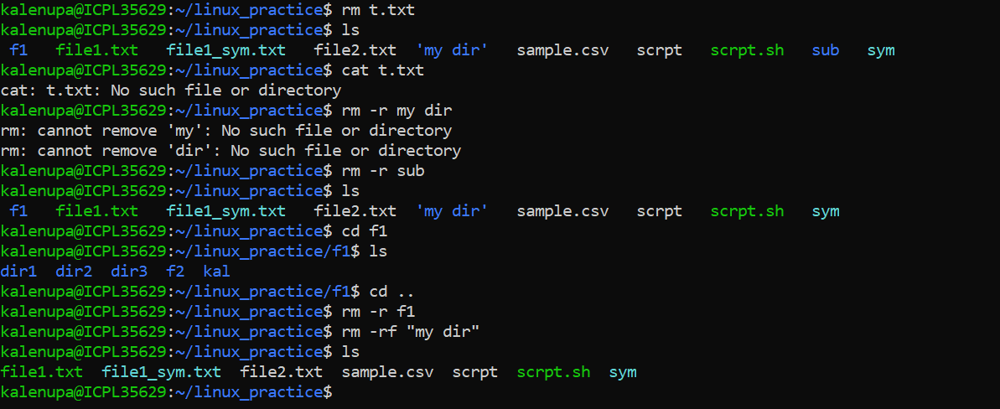 kalenupa@ICPL35629:~/linux_practice$ rm t.txt
kalenupa@ICPL35629:~/linux_practice$ ls
 f1   file1.txt   file1_sym.txt   file2.txt  'my dir'   sample.csv   scrpt   scrpt.sh   sub   sym
kalenupa@ICPL35629:~/linux_practice$ cat t.txt
cat: t.txt: No such file or directory
kalenupa@ICPL35629:~/linux_practice$ rm -r my dir
rm: cannot remove 'my': No such file or directory
rm: cannot remove 'dir': No such file or directory
kalenupa@ICPL35629:~/linux_practice$ rm -r sub
kalenupa@ICPL35629:~/linux_practice$ ls
 f1   file1.txt   file1_sym.txt   file2.txt  'my dir'   sample.csv   scrpt   scrpt.sh   sym
kalenupa@ICPL35629:~/linux_practice$ cd f1
kalenupa@ICPL35629:~/linux_practice/f1$ ls
dir1  dir2  dir3  f2  kal
kalenupa@ICPL35629:~/linux_practice/f1$ cd ..
kalenupa@ICPL35629:~/linux_practice$ rm -r f1
kalenupa@ICPL35629:~/linux_practice$ rm -rf "my dir"
kalenupa@ICPL35629:~/linux_practice$ ls
file1.txt  file1_sym.txt  file2.txt  sample.csv  scrpt  scrpt.sh  sym
kalenupa@ICPL35629:~/linux_practice$